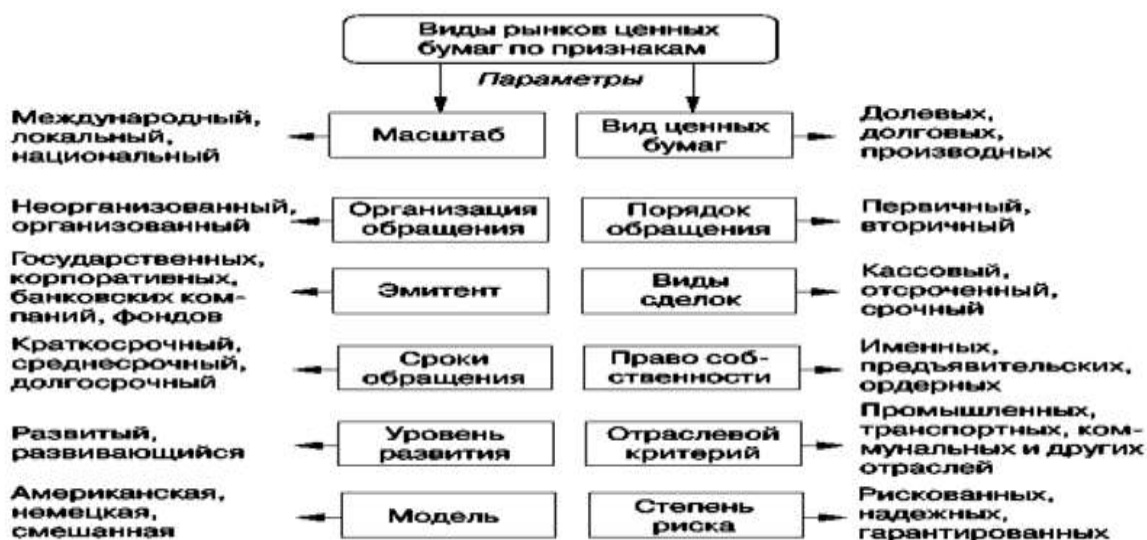 Виды рынков ценных
бумаг по признакам
Параметры
Международный,
локальный,
национальный
Масштаб
Вид ценных
бумаг
Долевых,
долговых,
производных
Неорганизованный,
организованный
Организация
обращения
Порядок
обращения
Первичный,
вторичный
Государственных,
корпоративных,
банковских ком-
паний, фондов
Эмитент
Виды
сделок
Кассовый,
отсроченный,
срочный
Краткосрочный,
среднесрочный,
долгосрочный
Сроки
обращения
Право соб-
ственности
Именных,
предъявительских,
ордерных
Развитый,
развивающийся
Уровень
развития
Отраслевой
критерий
Промышленных,
транспортных, ком-
мунальных и других
отраслей
Американская,
немецкая,
смешанная
Модель
Степень
риска
Рискованных,
надежных,
гарантированных